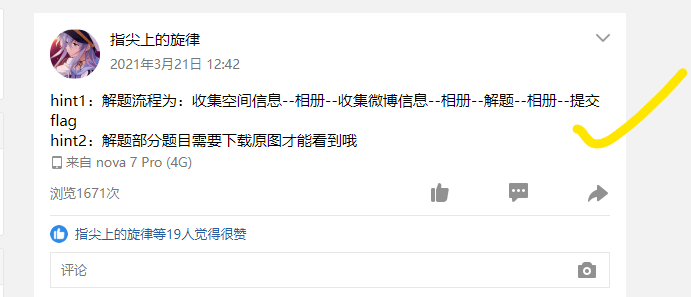 指尖上的旋律
2021年3月21日 12:42
hint1：解题流程为：收集空间信息--相册--收集微博信息--相册--解题--相册--提交
flag
hint2：解题部分题目需要下载原图才能看到哦
来自 nova 7 Pro (4G)
浏览1671次
指尖上的旋律等19人觉得很赞
评论